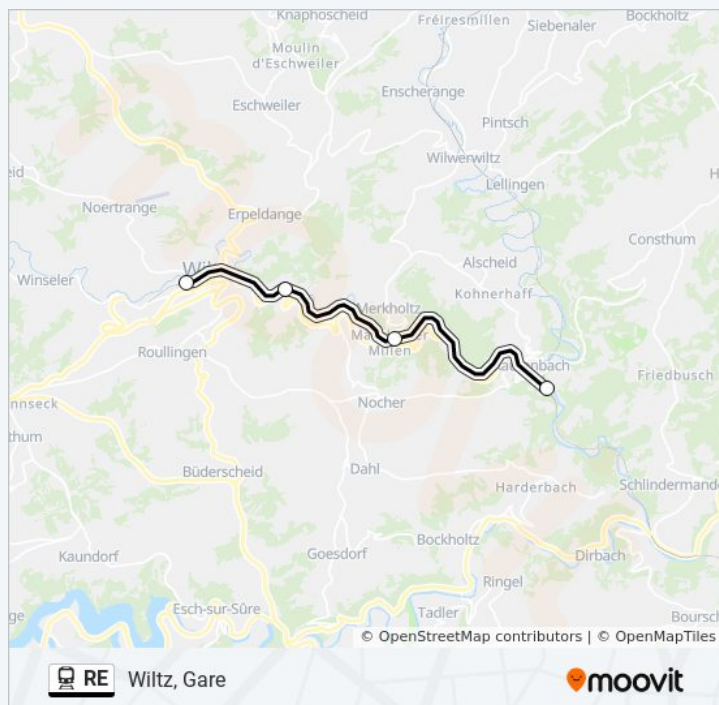 Knaphoscheid
Fréiresmillen
Bockholtz
Siebenaler
Moulin
d'Eschweiler
Enscherange
Eschweiler
Pintsch
Wilwerwiltz
Lellingen
Noertrange
Erpeldange
Consthum
Alscheid
Winseler
Kohnerhaff
Merkholtz
Roullingen
Friedbusch
Nocher
Büderscheid
Dahl
Schlindermande
Harderbach
Bockholtz
Goesdorf
Dirbach
Kaundorf
Ringel
Esch-sur-Sûre
Tadler
Boursch
© OpenStreetMap contributors | © OpenMapTiles
RE Wiltz, Gare
moovit